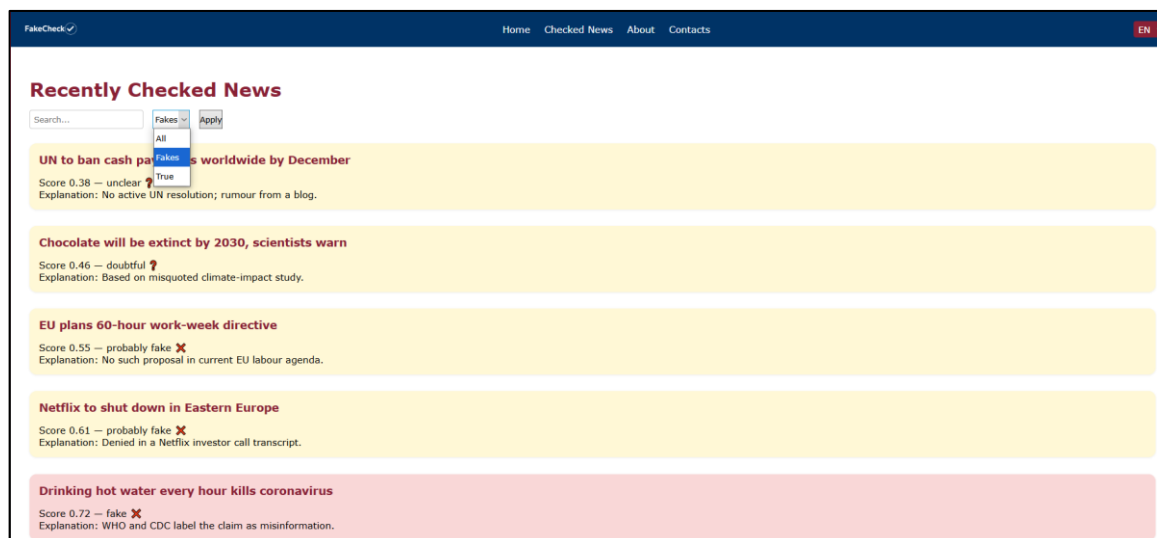 FakeCheck
Home Checked News About Contacts
EN
Recently Checked News
Search...
Fakes
Apply
All
Fakes
True
UN to ban cash pa s worldwide by December
Score 0.38 — unclear ?
Explanation: No active UN resolution; rumour from a blog.
Chocolate will be extinct by 2030, scientists warn
Score 0.46 — doubtful ?
Explanation: Based on misquoted climate-impact study.
EU plans 60-hour work-week directive
Score 0.55 — probably fake ❌
Explanation: No such proposal in current EU labour agenda.
Netflix to shut down in Eastern Europe
Score 0.61 — probably fake ❌
Explanation: Denied in a Netflix investor call transcript.
Drinking hot water every hour kills coronavirus
Score 0.72 — fake ❌
Explanation: WHO and CDC label the claim as misinformation.